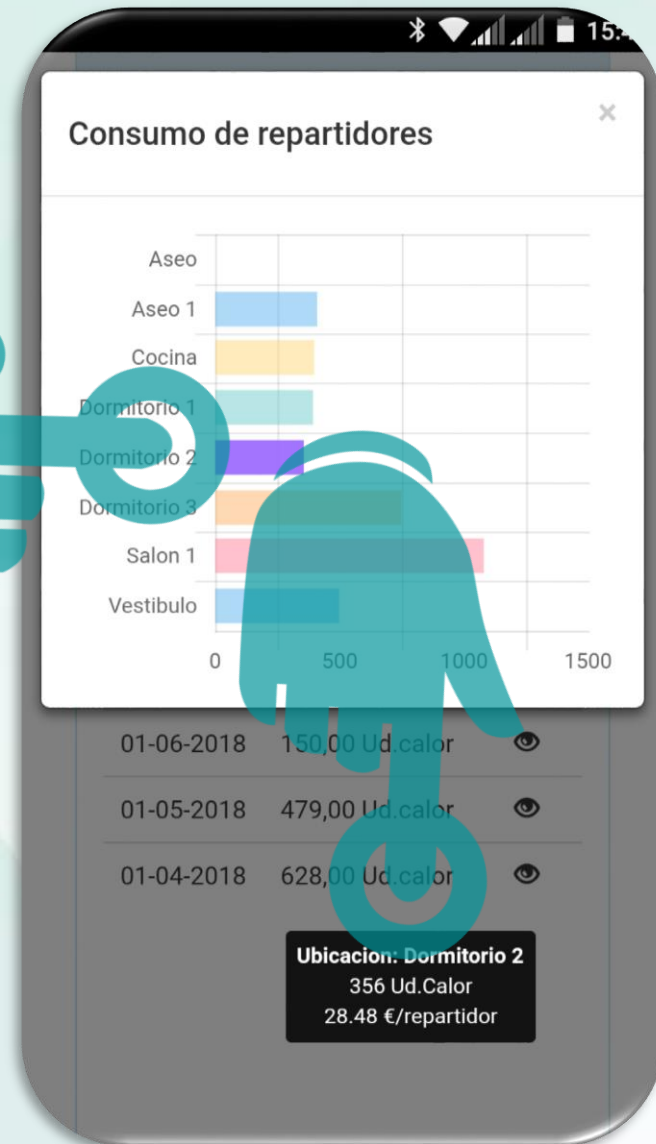 Consumo de repartidores
×
Aseo
Aseo 1
Cocina
Dormitorio 1
Dormitorio 2
Dormitorio 3
Salon 1
Vestibulo
0 500 1000 1500
01-06-2018 150,00 Ud.calor
01-05-2018 479,00 Ud.calor
01-04-2018 628,00 Ud.calor
Ubicacion: Dormitorio 2
356 Ud.Calor
28.48 €/repartidor